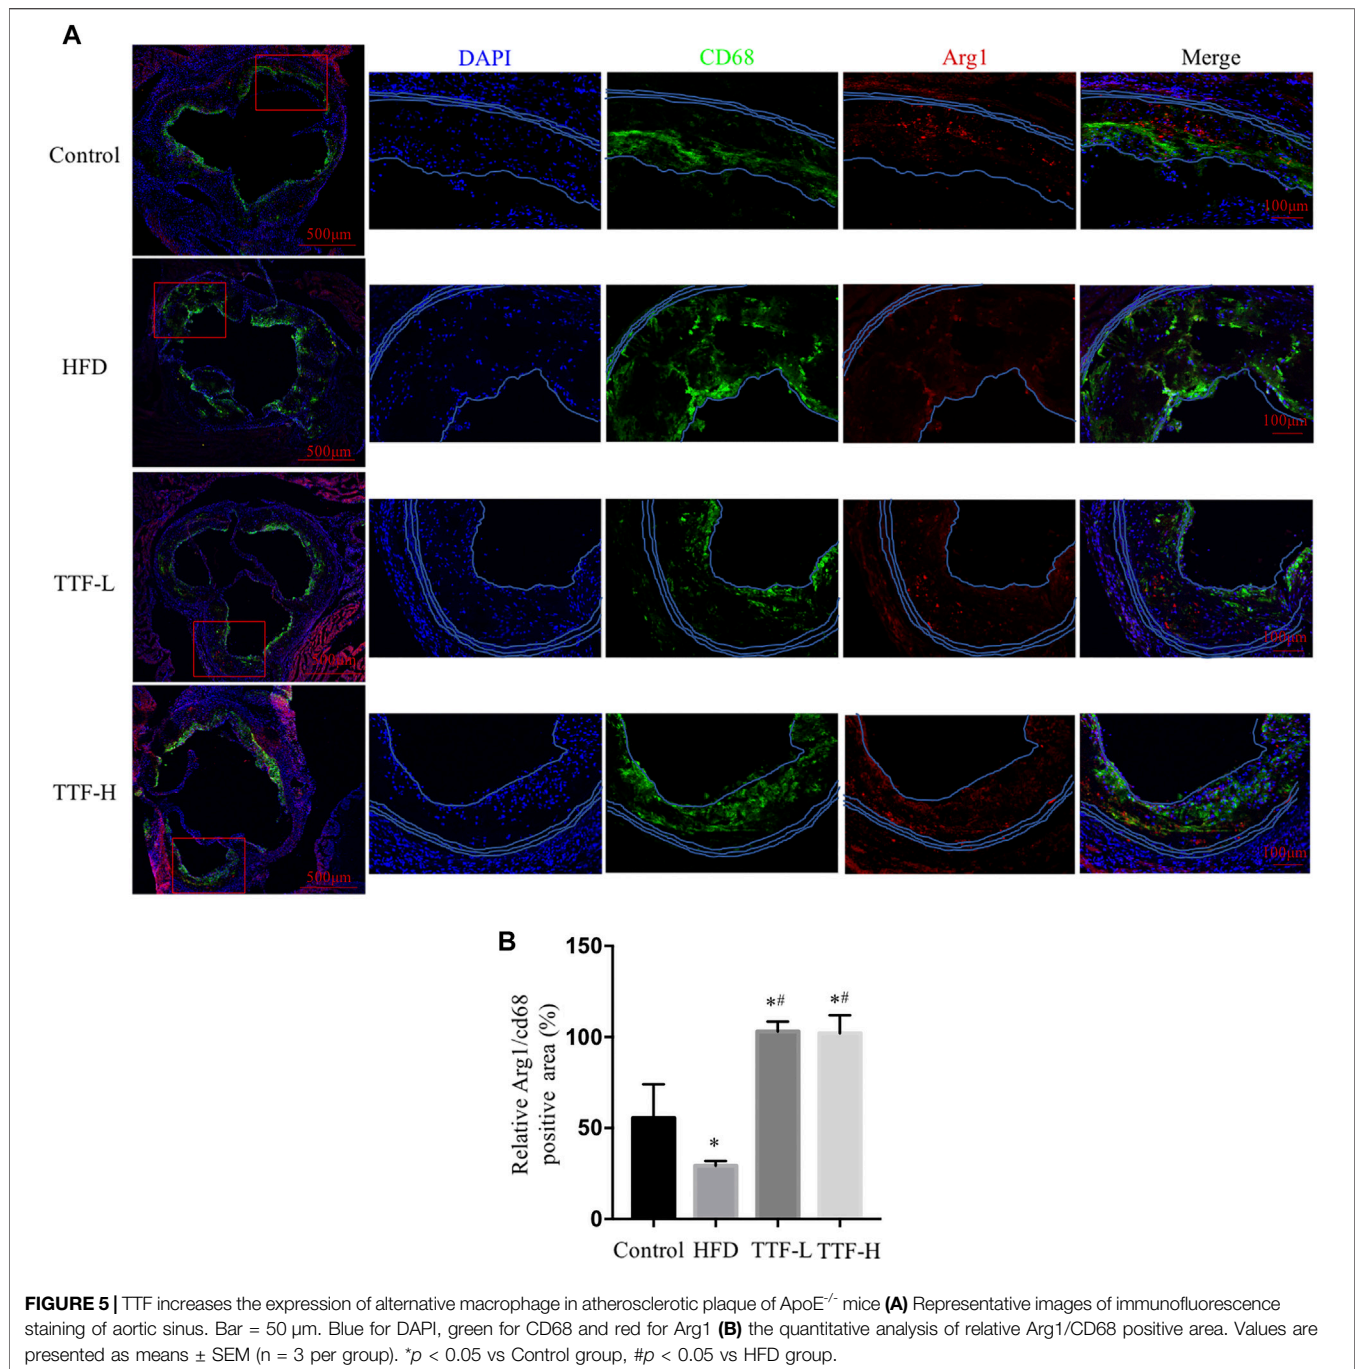 A
DAPI CD68 Arg1 Merge
Control
500µm
100µm
HFD
500µm
100µm
TTF-L
500µm
100µm
TTF-H
500µm
100µm
B
Relative Arg1/cd68
positive area (%)
150
100
50
0
*
*#
*#
Control HFD TTF-L TTF-H
FIGURE 5 | TTF increases the expression of alternative macrophage in atherosclerotic plaque of ApoE-/- mice (A) Representative images of immunofluorescence
staining of aortic sinus. Bar = 50 µm. Blue for DAPI, green for CD68 and red for Arg1 (B) the quantitative analysis of relative Arg1/CD68 positive area. Values are
presented as means ± SEM (n = 3 per group). *p < 0.05 vs Control group, #p < 0.05 vs HFD group.